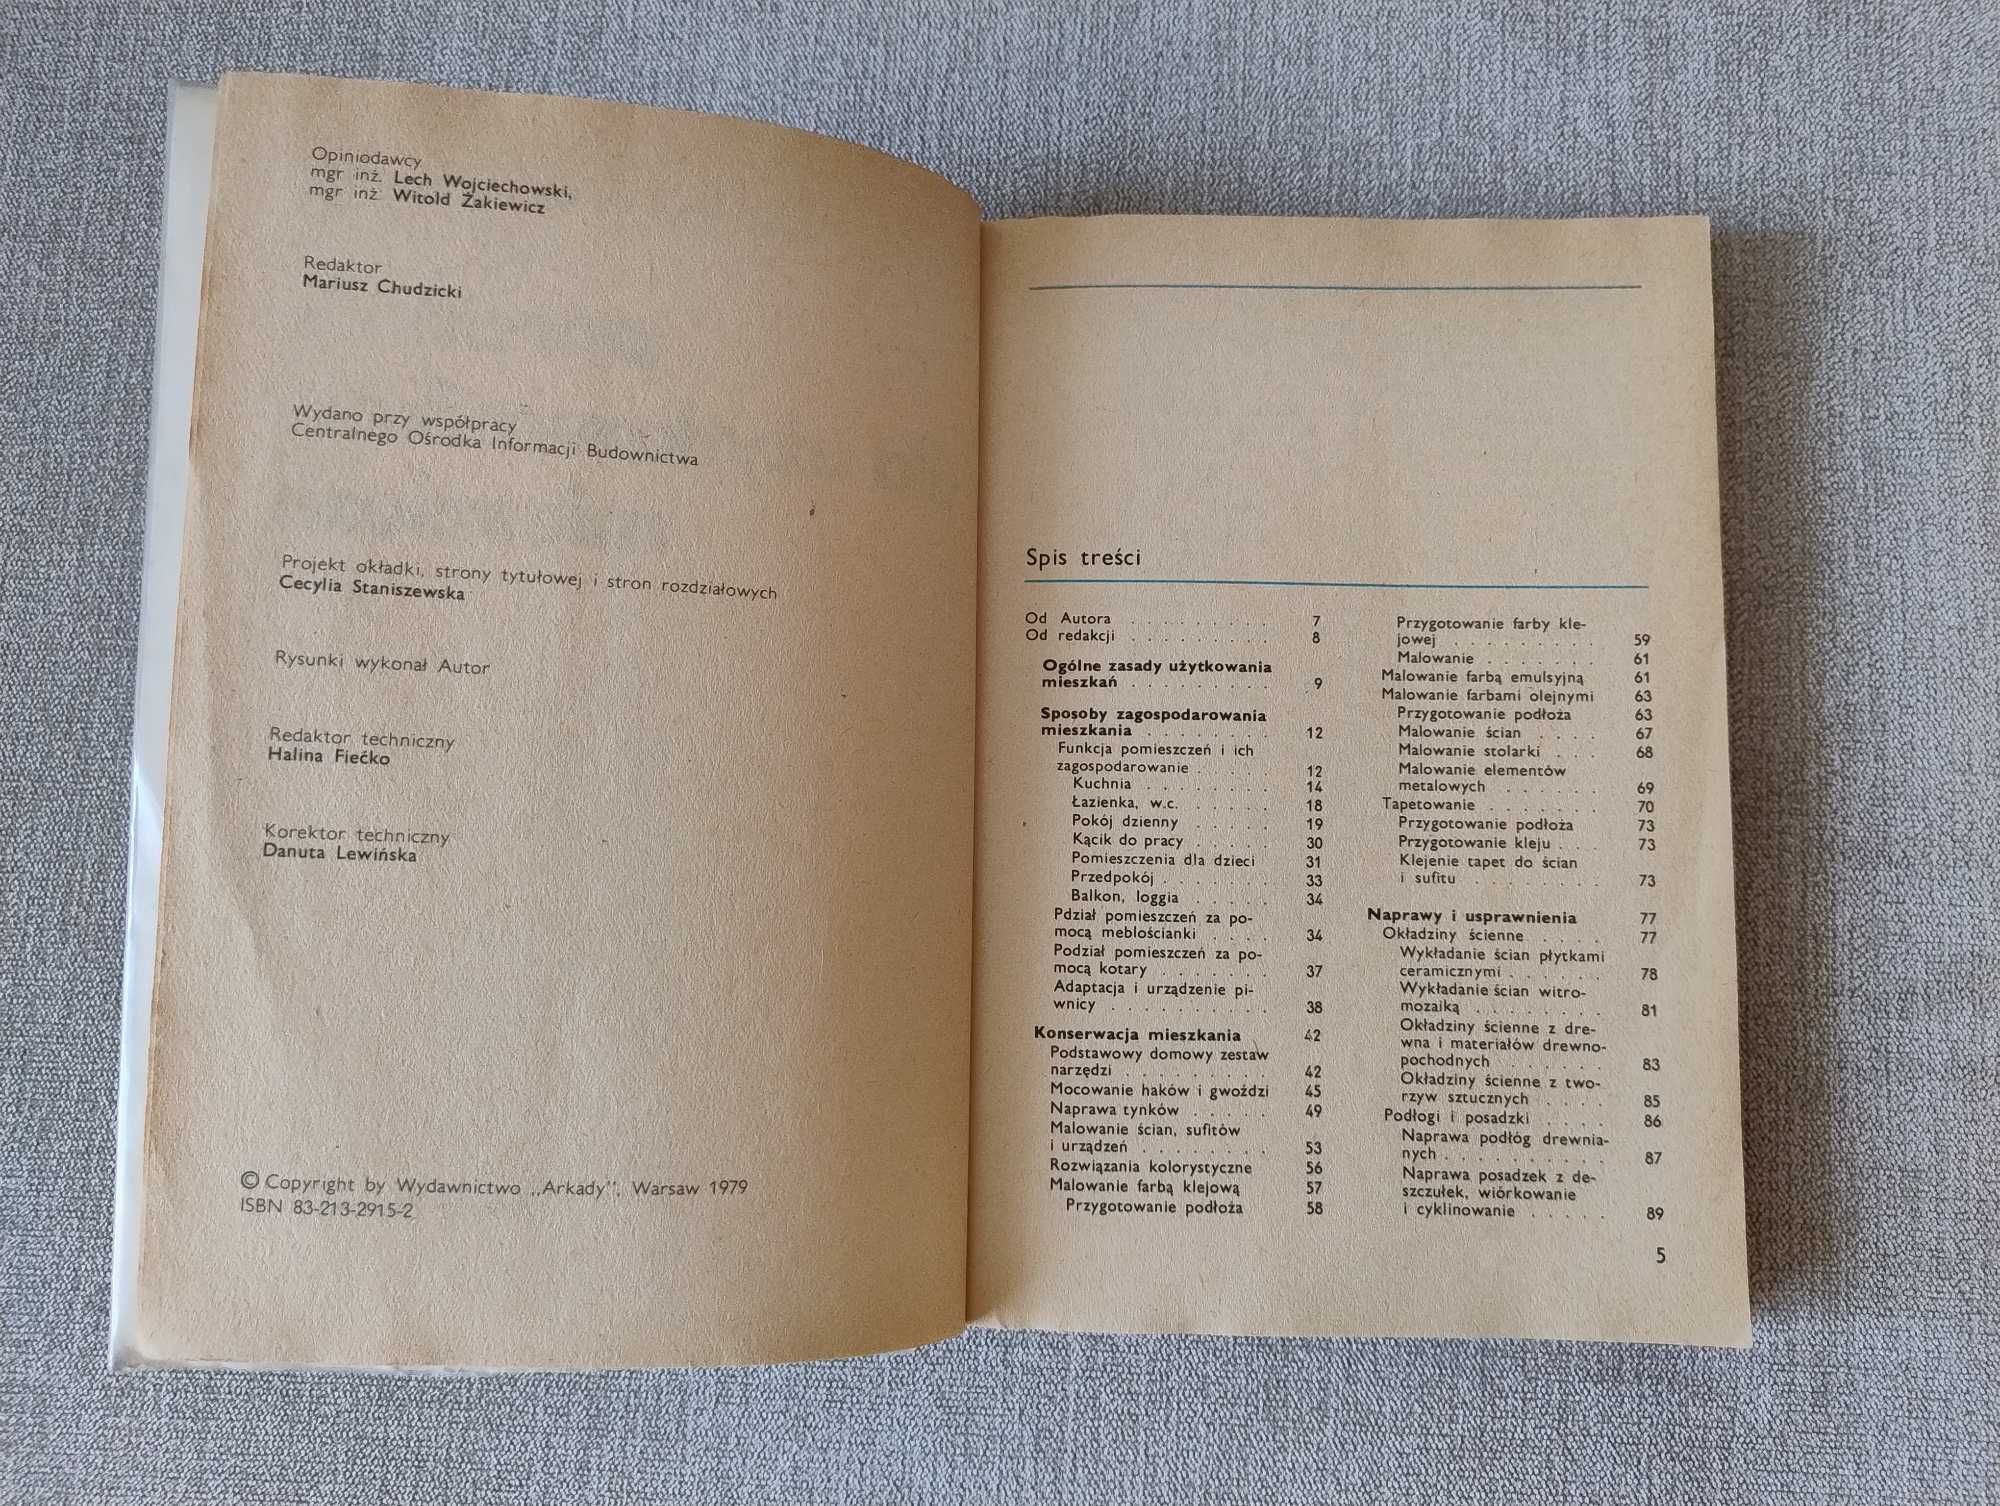 Opiniodawcy
mgr inż. Lech Wojciechowski,
mgr inż. Witold Żakiewicz
Redaktor
Mariusz Chudzicki
Wydano przy współpracy
Centralnego Ośrodka Informacji Budownictwa
Projekt okładki, strony tytułowej i stron rozdziałowych
Cecylia Staniszewska
Rysunki wykonał Autor
Redaktor techniczny
Halina Fiećko
Korektor techniczny
Danuta Lewińska
© Copyright by Wydawnictwo „Arkady”, Warsaw 1979
ISBN 83-213-2915-2
Spis treści
Od Autora . . . . . . . . . 7
Od redakcji . . . . . . . . . 8
Ogólne zasady użytkowania
mieszkań . . . . . . . . . 9
Sposoby zagospodarowania
mieszkania . . . . . . . . 12
Funkcja pomieszczeń i ich
zagospodarowanie . . . . . 12
Kuchnia . . . . . . . . 14
Łazienka, w.c. . . . . . 18
Pokój dzienny . . . . . 19
Kącik do pracy . . . . . 30
Pomieszczenia dla dzieci 31
Przedpokój . . . . . . . 33
Balkon, loggia . . . . . 34
Pdział pomieszczeń za po-
mocą meblościanki . . . . 34
Podział pomieszczeń za po-
mocą kotary . . . . . . . 37
Adaptacja i urządzenie pi-
wnicy . . . . . . . . . . 38
Konserwacja mieszkania 42
Podstawowy domowy zestaw
narzędzi . . . . . . . . . 42
Mocowanie haków i gwoździ 45
Naprawa tynków . . . . . 49
Malowanie ścian, sufitów
i urządzeń . . . . . . . . 53
Rozwiązania kolorystyczne 56
Malowanie farbą klejową 57
Przygotowanie podłoża 58
Przygotowanie farby kle-
jowej . . . . . . . . 59
Malowanie . . . . . . . 61
Malowanie farbą emulsyjną 61
Malowanie farbami olejnymi 63
Przygotowanie podłoża 63
Malowanie ścian . . . . 67
Malowanie stolarki . . . 68
Malowanie elementów
metalowych . . . . . . 69
Tapetowanie . . . . . . . 70
Przygotowanie podłoża 73
Przygotowanie kleju . . . 73
Klejenie tapet do ścian
i sufitu . . . . . . . . 73
Naprawy i usprawnienia 77
Okładziny ścienne . . . . 77
Wykładanie ścian płytkami
ceramicznymi . . . . . . 78
Wykładanie ścian witro-
mozaiką . . . . . . . . 81
Okładziny ścienne z dre-
wna i materiałów drewno-
pochodnych . . . . . . 83
Okładziny ścienne z two-
rzyw sztucznych . . . . 85
Podłogi i posadzki . . . . 86
Naprawa podłóg drewnia-
nych . . . . . . . . . . 87
Naprawa posadzek z de-
szczułek, wiórkowanie
i cyklinowanie . . . . . 89
5